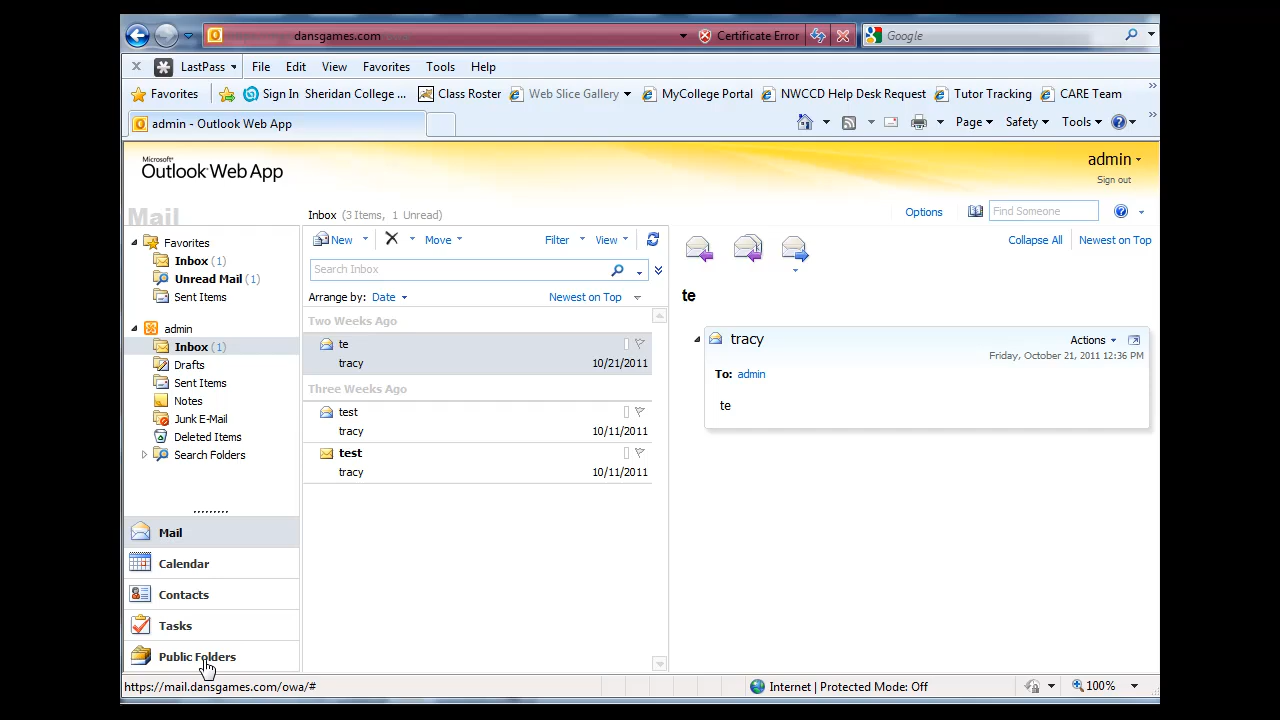 dansgames.com Certificate Error Google
LastPass File Edit View Favorites Tools Help
Favorites Sign In Sheridan College ... Class Roster Web Slice Gallery MyCollege Portal NWCCD Help Desk Request Tutor Tracking CARE Team
admin - Outlook Web App Page Safety Tools
Microsoft
Outlook Web App admin
Sign out
Mail Inbox (3 Items, 1 Unread) Options Find Someone
Favorites New Move Filter View Collapse All Newest on Top
Inbox (1)
Unread Mail (1) Search Inbox
Sent Items Arrange by: Date Newest on Top te
Two Weeks Ago
admin te tracy Actions
Inbox (1) tracy 10/21/2011 Friday, October 21, 2011 12:36 PM
Drafts To: admin
Sent Items Three Weeks Ago
Notes test te
Junk E-Mail tracy 10/11/2011
Deleted Items test
Search Folders tracy 10/11/2011
Mail
Calendar
Contacts
Tasks
Public Folders
https://mail.dansgames.com/owa/# Internet | Protected Mode: Off 100%